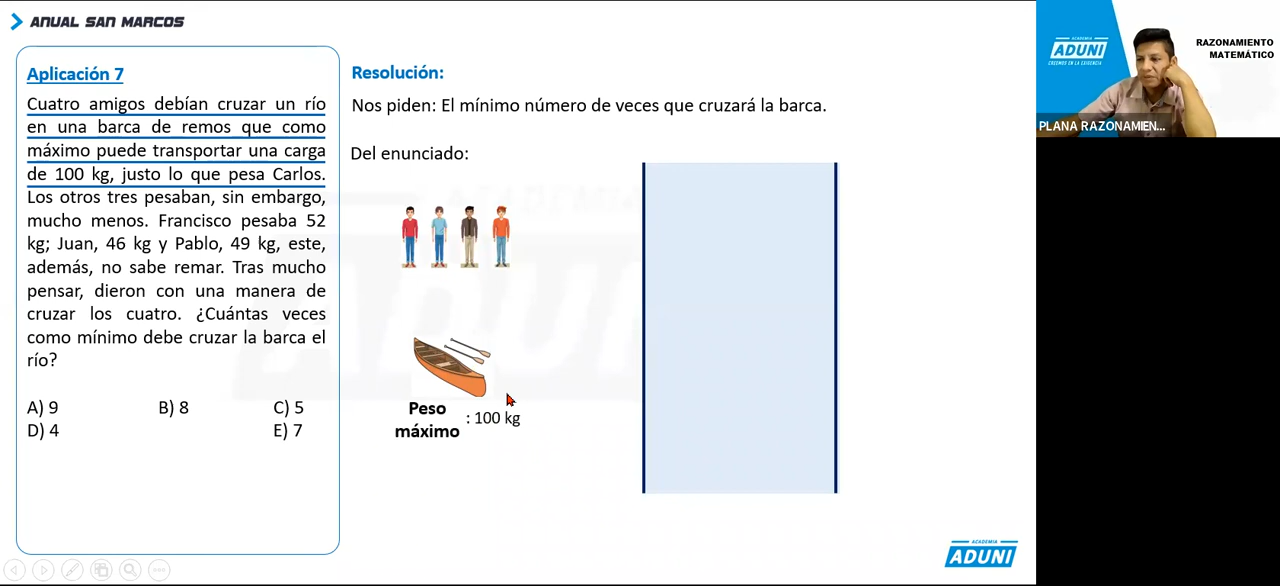 ANUAL SAN MARCOS
Aplicación 7
Cuatro amigos debían cruzar un río
en una barca de remos que como
máximo puede transportar una carga
de 100 kg, justo lo que pesa Carlos.
Los otros tres pesaban, sin embargo,
mucho menos. Francisco pesaba 52
kg; Juan, 46 kg y Pablo, 49 kg, este,
además, no sabe remar. Tras mucho
pensar, dieron con una manera de
cruzar los cuatro. ¿Cuántas veces
como mínimo debe cruzar la barca el
río?
A) 9 B) 8 C) 5
D) 4 E) 7
Resolución:
Nos piden: El mínimo número de veces que cruzará la barca.
Del enunciado:
Peso
máximo
: 100 kg
ACADEMIA
ADUNI
ACADEMIA
ADUNI
CREEMOS EN LA EXIGENCIA
RAZONAMIENTO
MATEMÁTICO
PLANA RAZONAMIEN...